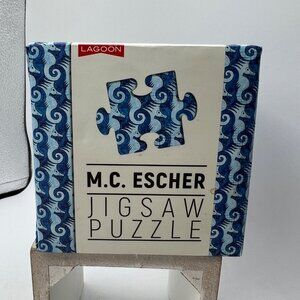 LAGOON
M.C. ESCHER
JIGSAW
PUZZLE